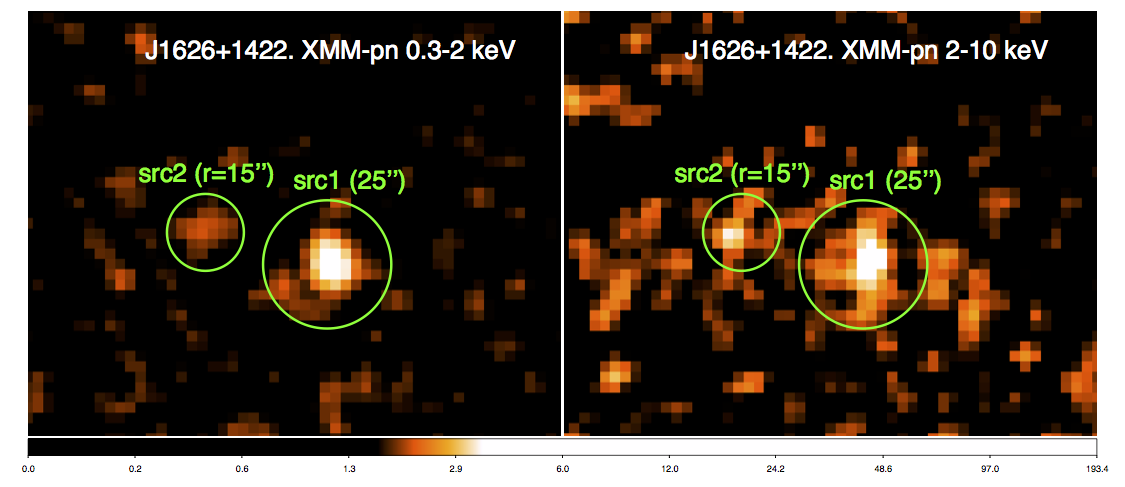 J1626+1422. XMM-pn 0.3-2 keV
J1626+1422. XMM-pn 2-10 keV
src2 (r=15”)
src1 (25”)
src2 (r=15”)
src1 (25”)
0.0 0.2 0.6 1.3 2.9 6.0 12.0 24.2 48.6 97.0 193.4